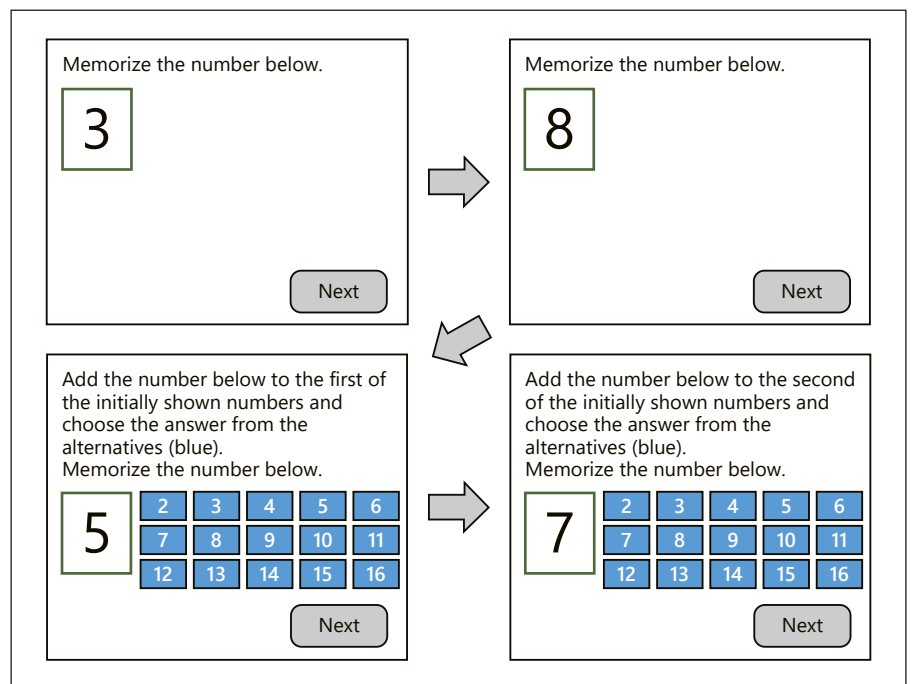 Memorize the number below.
3
Next
Memorize the number below.
8
Next
Add the number below to the first of
the initially shown numbers and
choose the answer from the
alternatives (blue).
Memorize the number below.
5
2 3 4 5 6
7 8 9 10 11
12 13 14 15 16
Next
Add the number below to the second
of the initially shown numbers and
choose the answer from the
alternatives (blue).
Memorize the number below.
7
2 3 4 5 6
7 8 9 10 11
12 13 14 15 16
Next